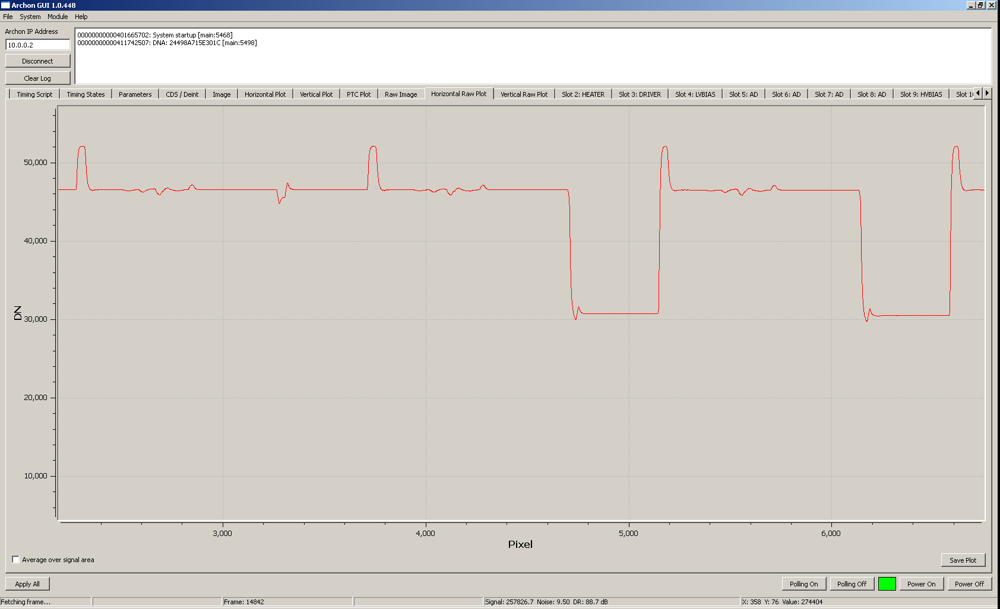 Archon GUI 1.0.448
File System Module Help
Archon IP Address
10.0.0.2
Disconnect
Clear Log
00000000000401665702: System startup [main:5468]
00000000000411742507: DNA: 24498A715E301C [main:5498]
Timing Script Timing States Parameters CDS / Deint Image Horizontal Plot Vertical Plot PTC Plot Raw Image Horizontal Raw Plot Vertical Raw Plot Slot 2: HEATER Slot 3: DRIVER Slot 4: LVBIAS Slot 5: AD Slot 6: AD Slot 7: AD Slot 8: AD Slot 9: HVBIAS Slot
50,000
40,000
30,000
20,000
10,000
DN
3,000 4,000 5,000 6,000
Pixel
Average over signal area
Save Plot
Apply All
Polling On Polling Off Power On Power Off
Fetching frame...
Frame: 14842
Signal: 257826.7 Noise: 9.50 DR: 88.7 dB
X: 358 Y: 76 Value: 274404